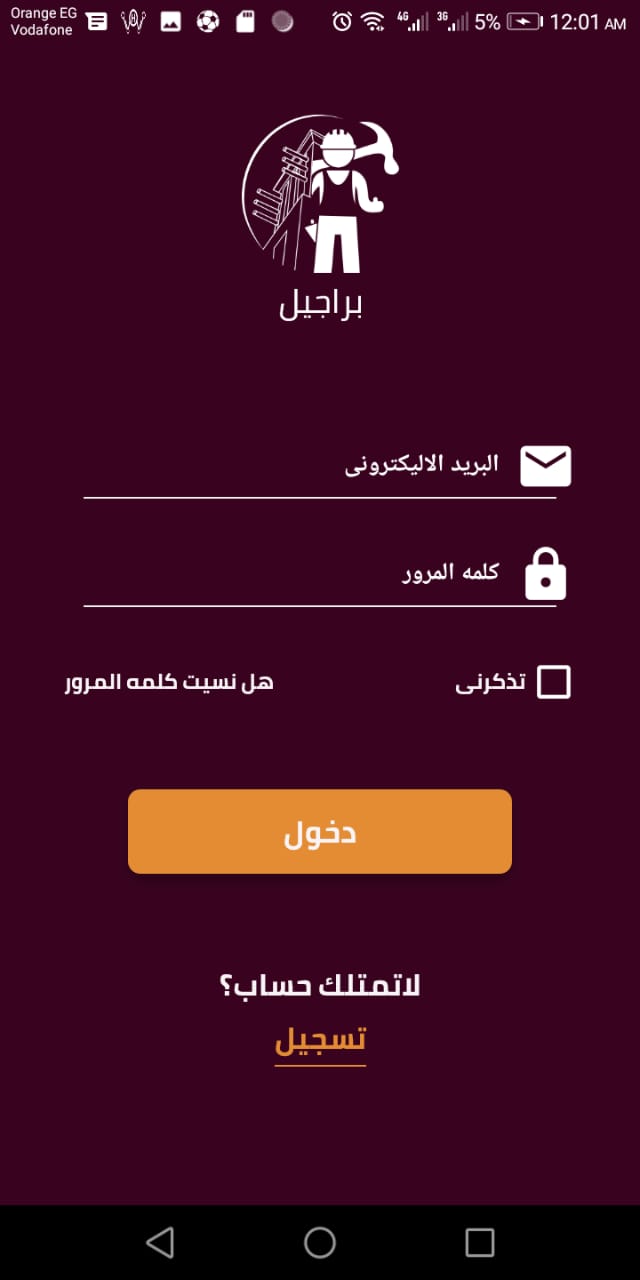 Orange EG
Vodafone
4G 3G 5% 12:01 AM
براجيل
البريد الاليكترونى
كلمه المرور
تذكرنى
هل نسيت كلمه المرور
دخول
لاتمتلك حساب؟
تسجيل